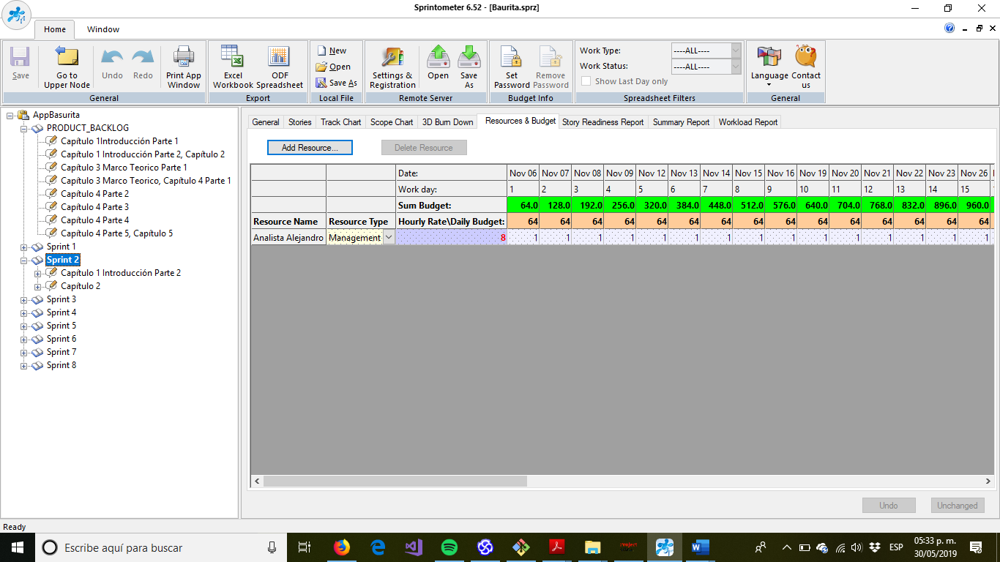 Sprintometer 6.52 - [Baurita.sprz]
Home Window
Save
Go to
Upper Node
Undo
Redo
Print App
Window
General
Excel
Workbook
ODF
Spreadsheet
Export
New
Open
Save As
Local File
Settings &
Registration
Open
Save
As
Remote Server
Set
Password
Remove
Password
Budget Info
Work Type: ----ALL----
Work Status: ----ALL----
Show Last Day only
Spreadsheet Filters
Language
Contact
us
General
AppBasurita
PRODUCT_BACKLOG
Capítulo 1Introducción Parte 1
Capítulo 1 Introducción Parte 2, Capítulo 2
Capítulo 3 Marco Teorico Parte 1
Capítulo 3 Marco Teorico, Capítulo 4 Parte 1
Capítulo 4 Parte 2
Capítulo 4 Parte 3
Capítulo 4 Parte 4
Capítulo 4 Parte 5, Capítulo 5
Sprint 1
Sprint 2
Capítulo 1 Introducción Parte 2
Capítulo 2
Sprint 3
Sprint 4
Sprint 5
Sprint 6
Sprint 7
Sprint 8
General Stories Track Chart Scope Chart 3D Burn Down Resources & Budget Story Readiness Report Summary Report Workload Report
Add Resource... Delete Resource
Date: Nov 06 Nov 07 Nov 08 Nov 09 Nov 12 Nov 13 Nov 14 Nov 15 Nov 16 Nov 19 Nov 20 Nov 21 Nov 22 Nov 23 Nov 26
Work day: 1 2 3 4 5 6 7 8 9 10 11 12 13 14 15
Sum Budget: 64.0 128.0 192.0 256.0 320.0 384.0 448.0 512.0 576.0 640.0 704.0 768.0 832.0 896.0 960.0
Resource Name Resource Type Hourly Rate\Daily Budget: 64 64 64 64 64 64 64 64 64 64 64 64 64 64 64
Analista Alejandro Management 8 1 1 1 1 1 1 1 1 1 1 1 1 1 1 1
Undo Unchanged
Ready
Escribe aquí para buscar
ESP
05:33 p. m.
30/05/2019